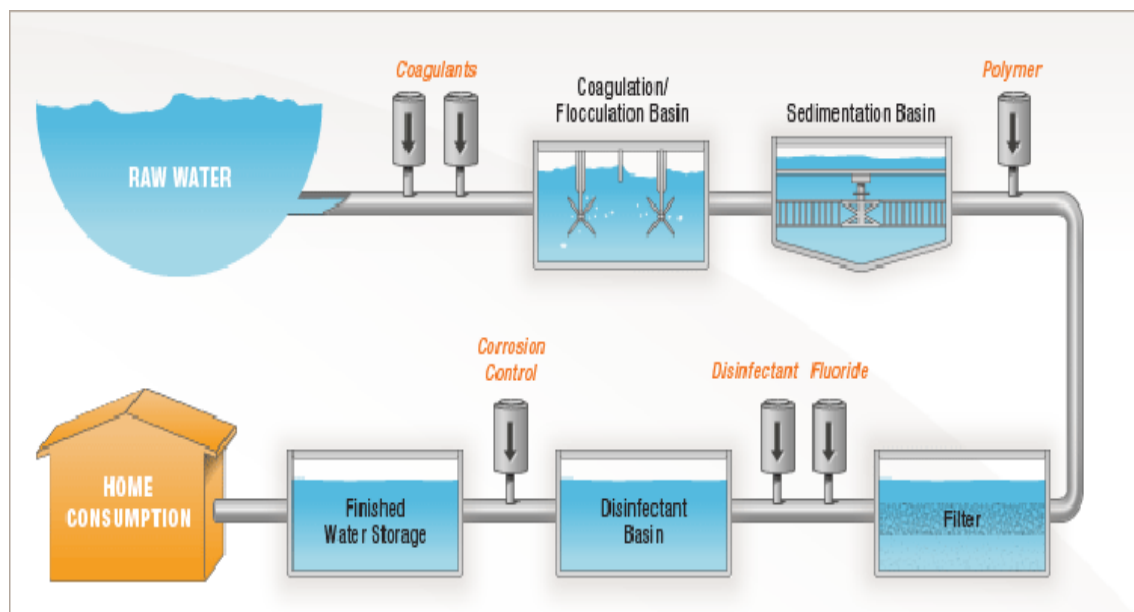 Coagulants
Polymer
Coagulation/
Flocculation Basin
Sedimentation Basin
RAW WATER
Corrosion
Control
Disinfectant
Fluoride
HOME
CONSUMPTION
Finished
Water Storage
Disinfectant
Basin
Filter